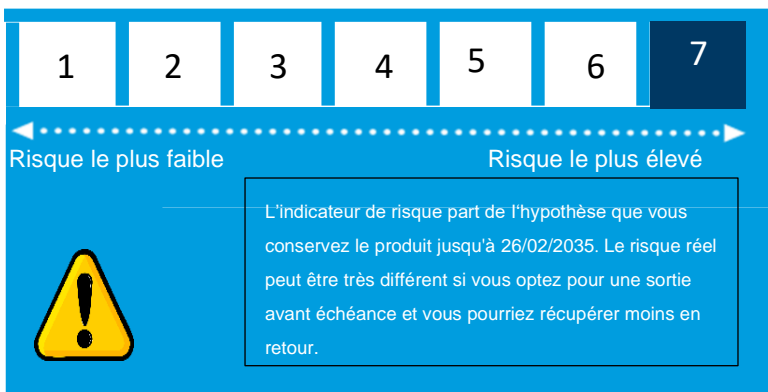 1 2 3 4 5 6 7
Risque le plus faible Risque le plus élevé
L'indicateur de risque part de l'hypothèse que vous
conservez le produit jusqu'à 26/02/2035. Le risque réel
peut être très différent si vous optez pour une sortie
avant échéance et vous pourriez récupérer moins en
retour.